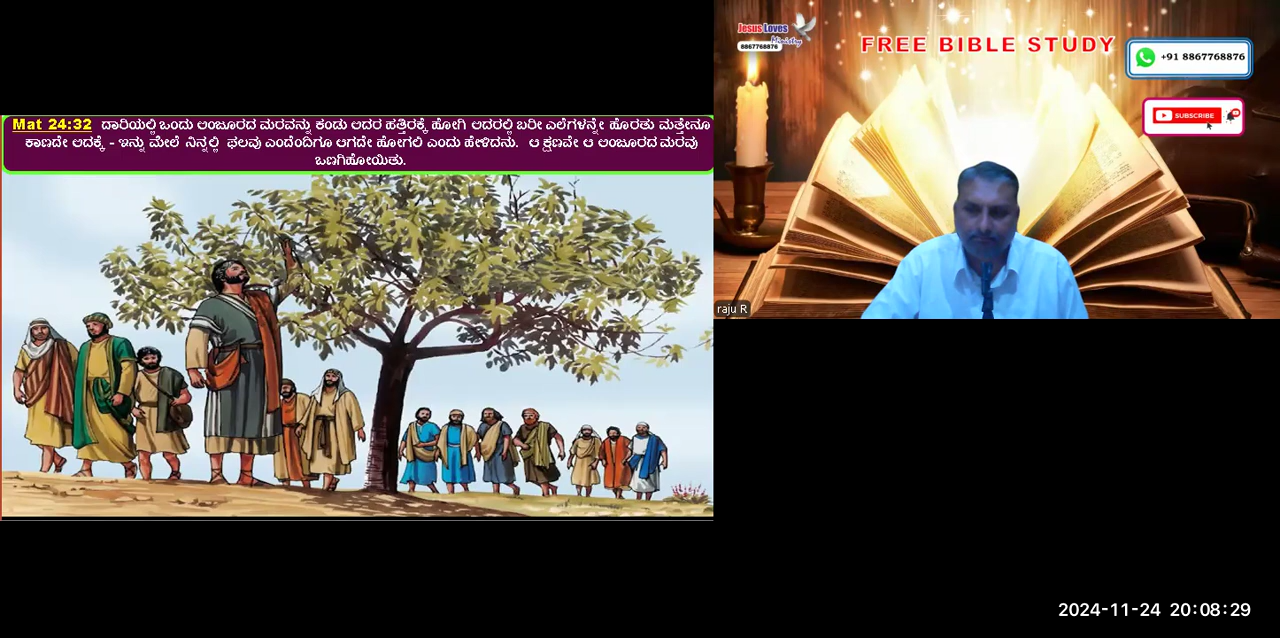 Mat 24:32 ದಾರಿಯಲ್ಲಿ ಒಂದು ಅಂಜೂರದ ಮರವನ್ನು ಕಂಡು ಅದರ ಹತ್ತಿರಕ್ಕೆ ಹೋಗಿ ಅದರಲ್ಲಿ ಬರೀ ಎಲೆಗಳನ್ನೇ ಹೊರತು ಮತ್ತೇನೂ
ಕಾಣದೇ ಅದಕ್ಕೆ - ಇನ್ನು ಮೇಲೆ ನಿನ್ನಲ್ಲಿ ಫಲವು ಎಂದೆಂದಿಗೂ ಆಗದೇ ಹೋಗಲಿ ಎಂದು ಹೇಳಿದನು. ಆ ಕ್ಷಣವೇ ಆ ಅಂಜೂರದ ಮರವು
ಒಣಗಿಹೋಯಿತು.
Jesus Loves
Ministry
8867768876
FREE BIBLE STUDY
+91 8867768876
SUBSCRIBE
raju R
2024-11-24 20:08:29